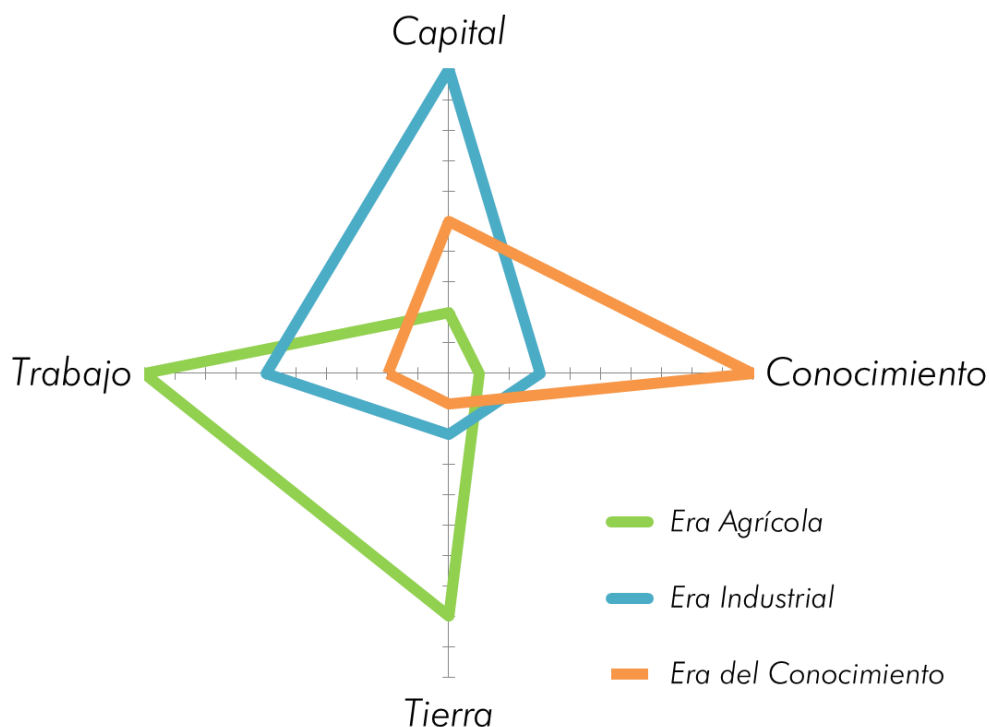 Capital
Trabajo
Conocimiento
Era Agrícola
Era Industrial
Era del Conocimiento
Tierra